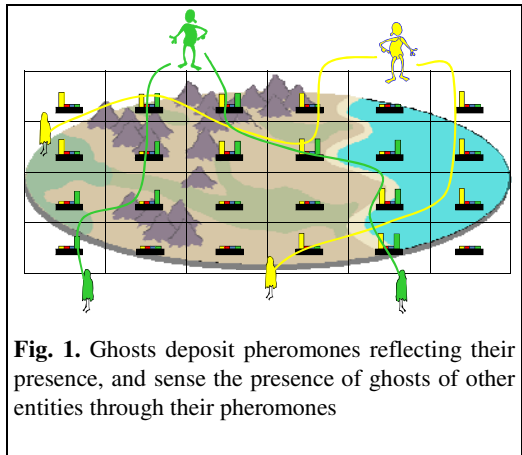 Fig. 1. Ghosts deposit pheromones reflecting their
presence, and sense the presence of ghosts of other
entities through their pheromones